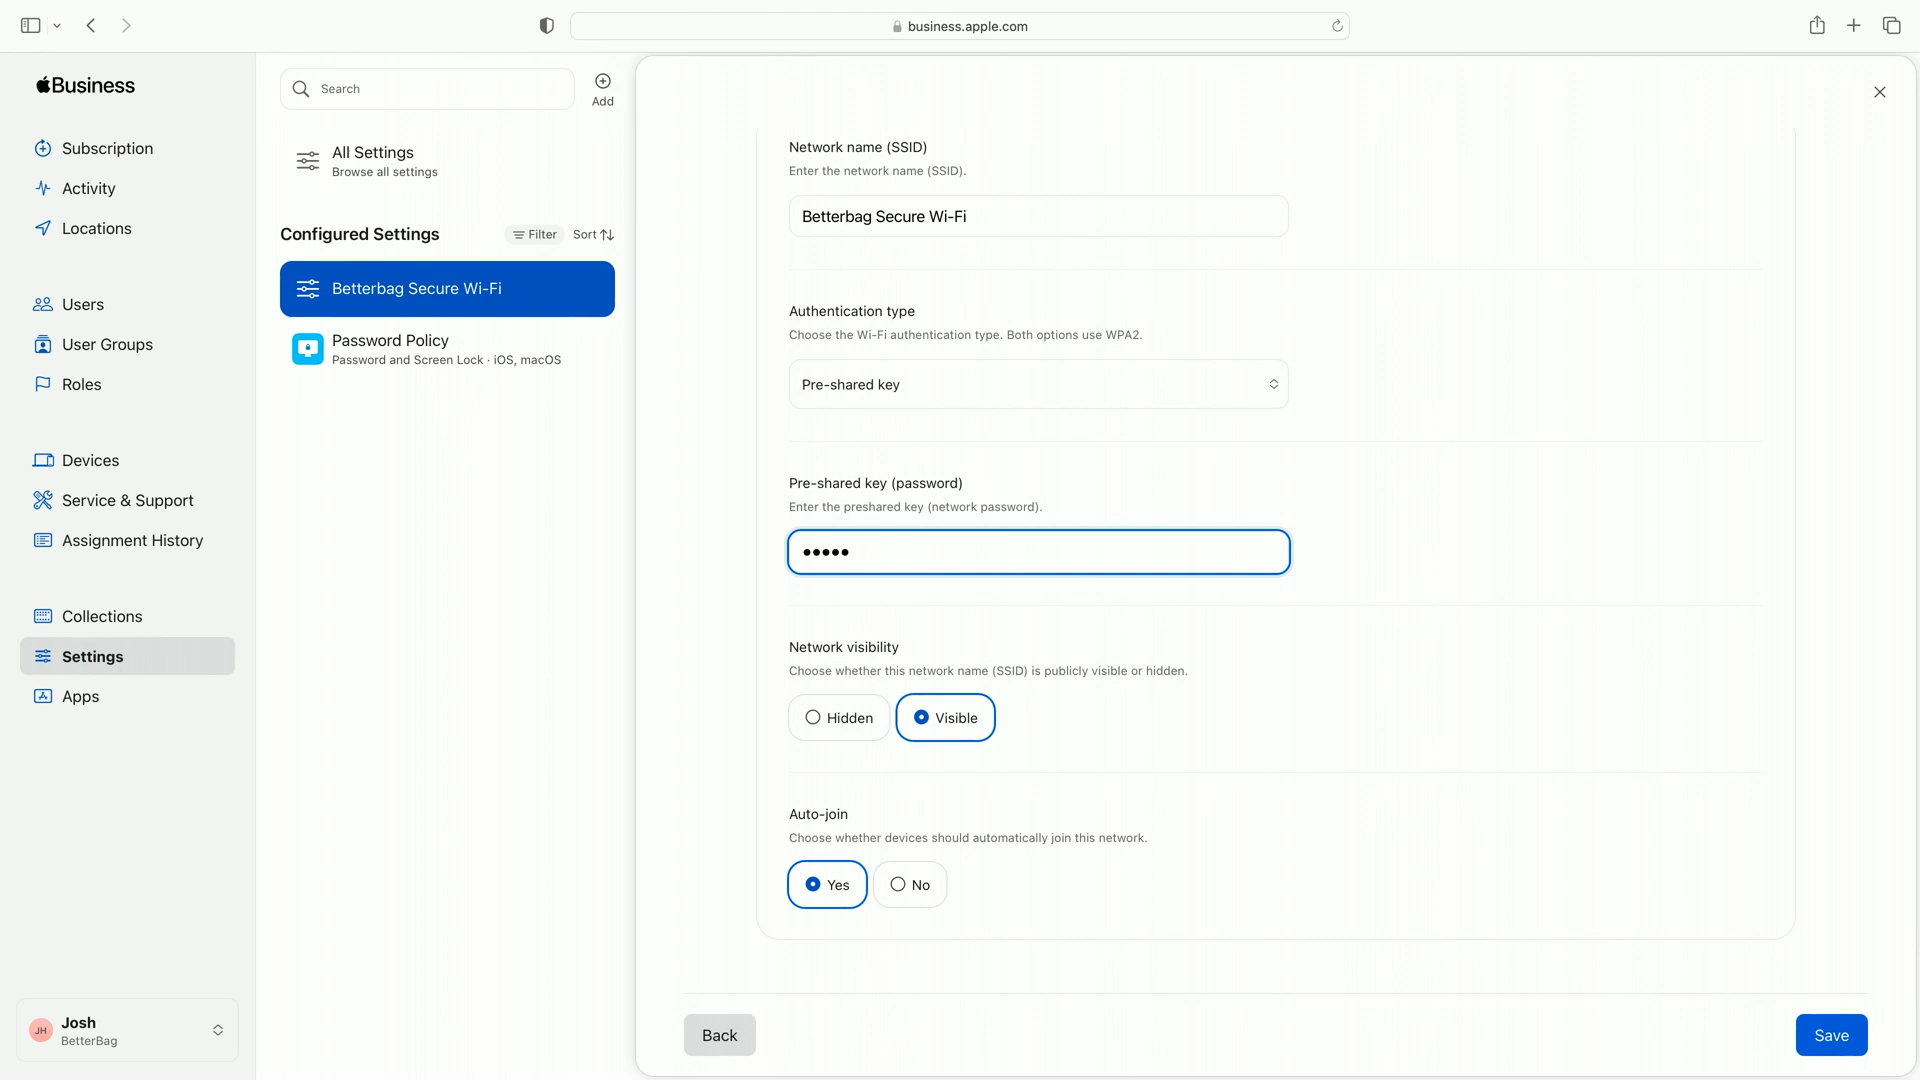 business.apple.com
Business
Subscription
Activity
Locations
Users
User Groups
Roles
Devices
Service & Support
Assignment History
Collections
Settings
Apps
JH
Josh
BetterBag
Search
Add
All Settings
Browse all settings
Configured Settings
Filter
Sort
Betterbag Secure Wi-Fi
Password Policy
Password and Screen Lock · iOS, macOS
Network name (SSID)
Enter the network name (SSID).
Betterbag Secure Wi-Fi
Authentication type
Choose the Wi-Fi authentication type. Both options use WPA2.
Pre-shared key
Pre-shared key (password)
Enter the preshared key (network password).
•••••
Network visibility
Choose whether this network name (SSID) is publicly visible or hidden.
Hidden
Visible
Auto-join
Choose whether devices should automatically join this network.
Yes
No
Back
Save